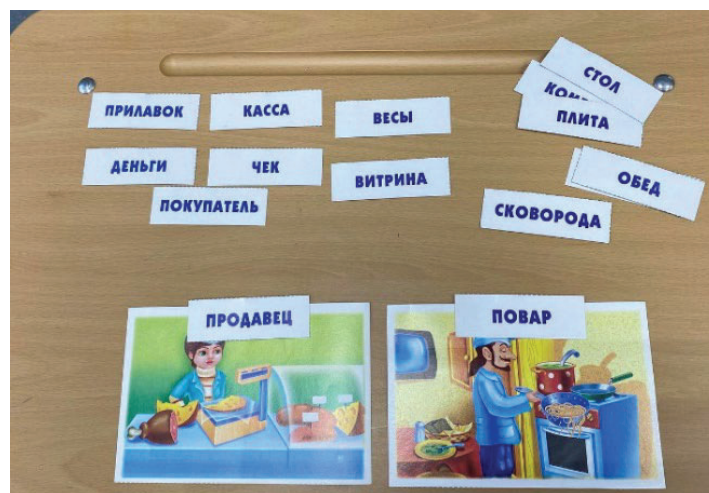 СТОЛ
ПЛИТА
ПРИЛАВОК
КАССА
ВЕСЫ
ДЕНЬГИ
ЧЕК
ВИТРИНА
ОБЕД
ПОКУПАТЕЛЬ
СКОВОРОДА
ПРОДАВЕЦ
ПОВАР